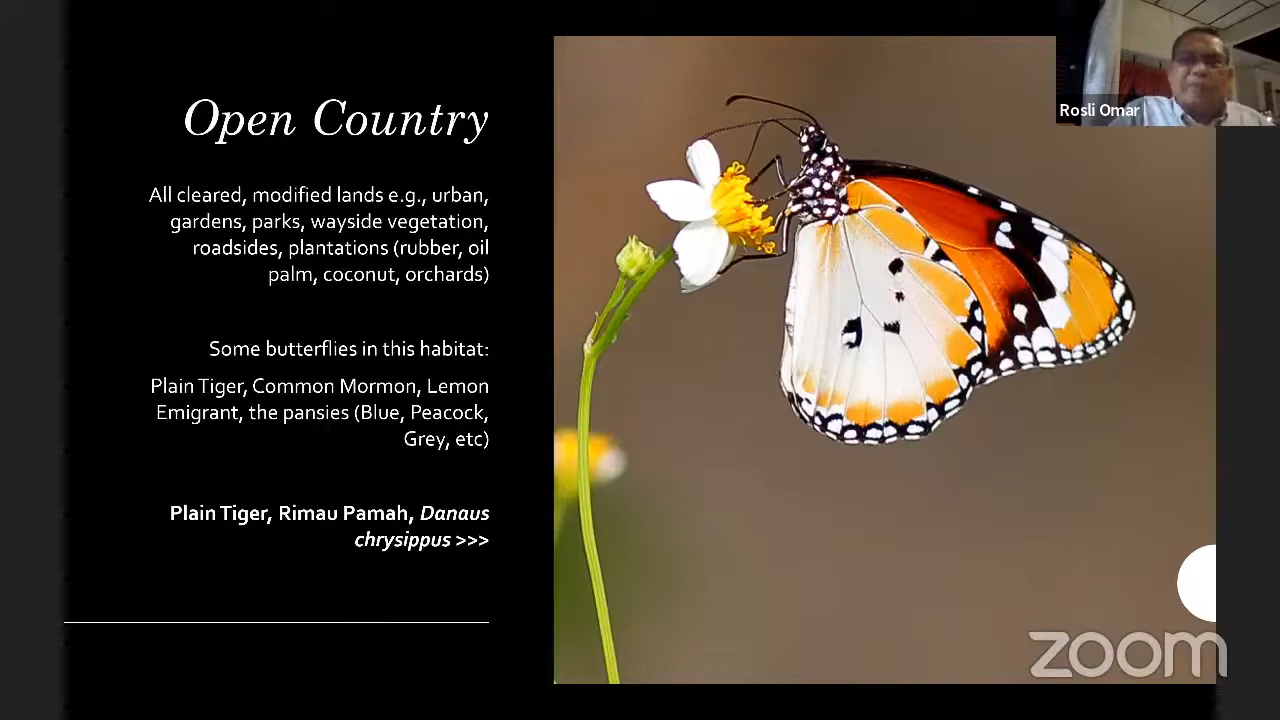 Open Country
All cleared, modified lands e.g., urban,
gardens, parks, wayside vegetation,
roadsides, plantations (rubber, oil
palm, coconut, orchards)
Some butterflies in this habitat:
Plain Tiger, Common Mormon, Lemon
Emigrant, the pansies (Blue, Peacock,
Grey, etc)
Plain Tiger, Rimau Pamah, Danaus
chrysippus >>>
Rosli Omar
zoom